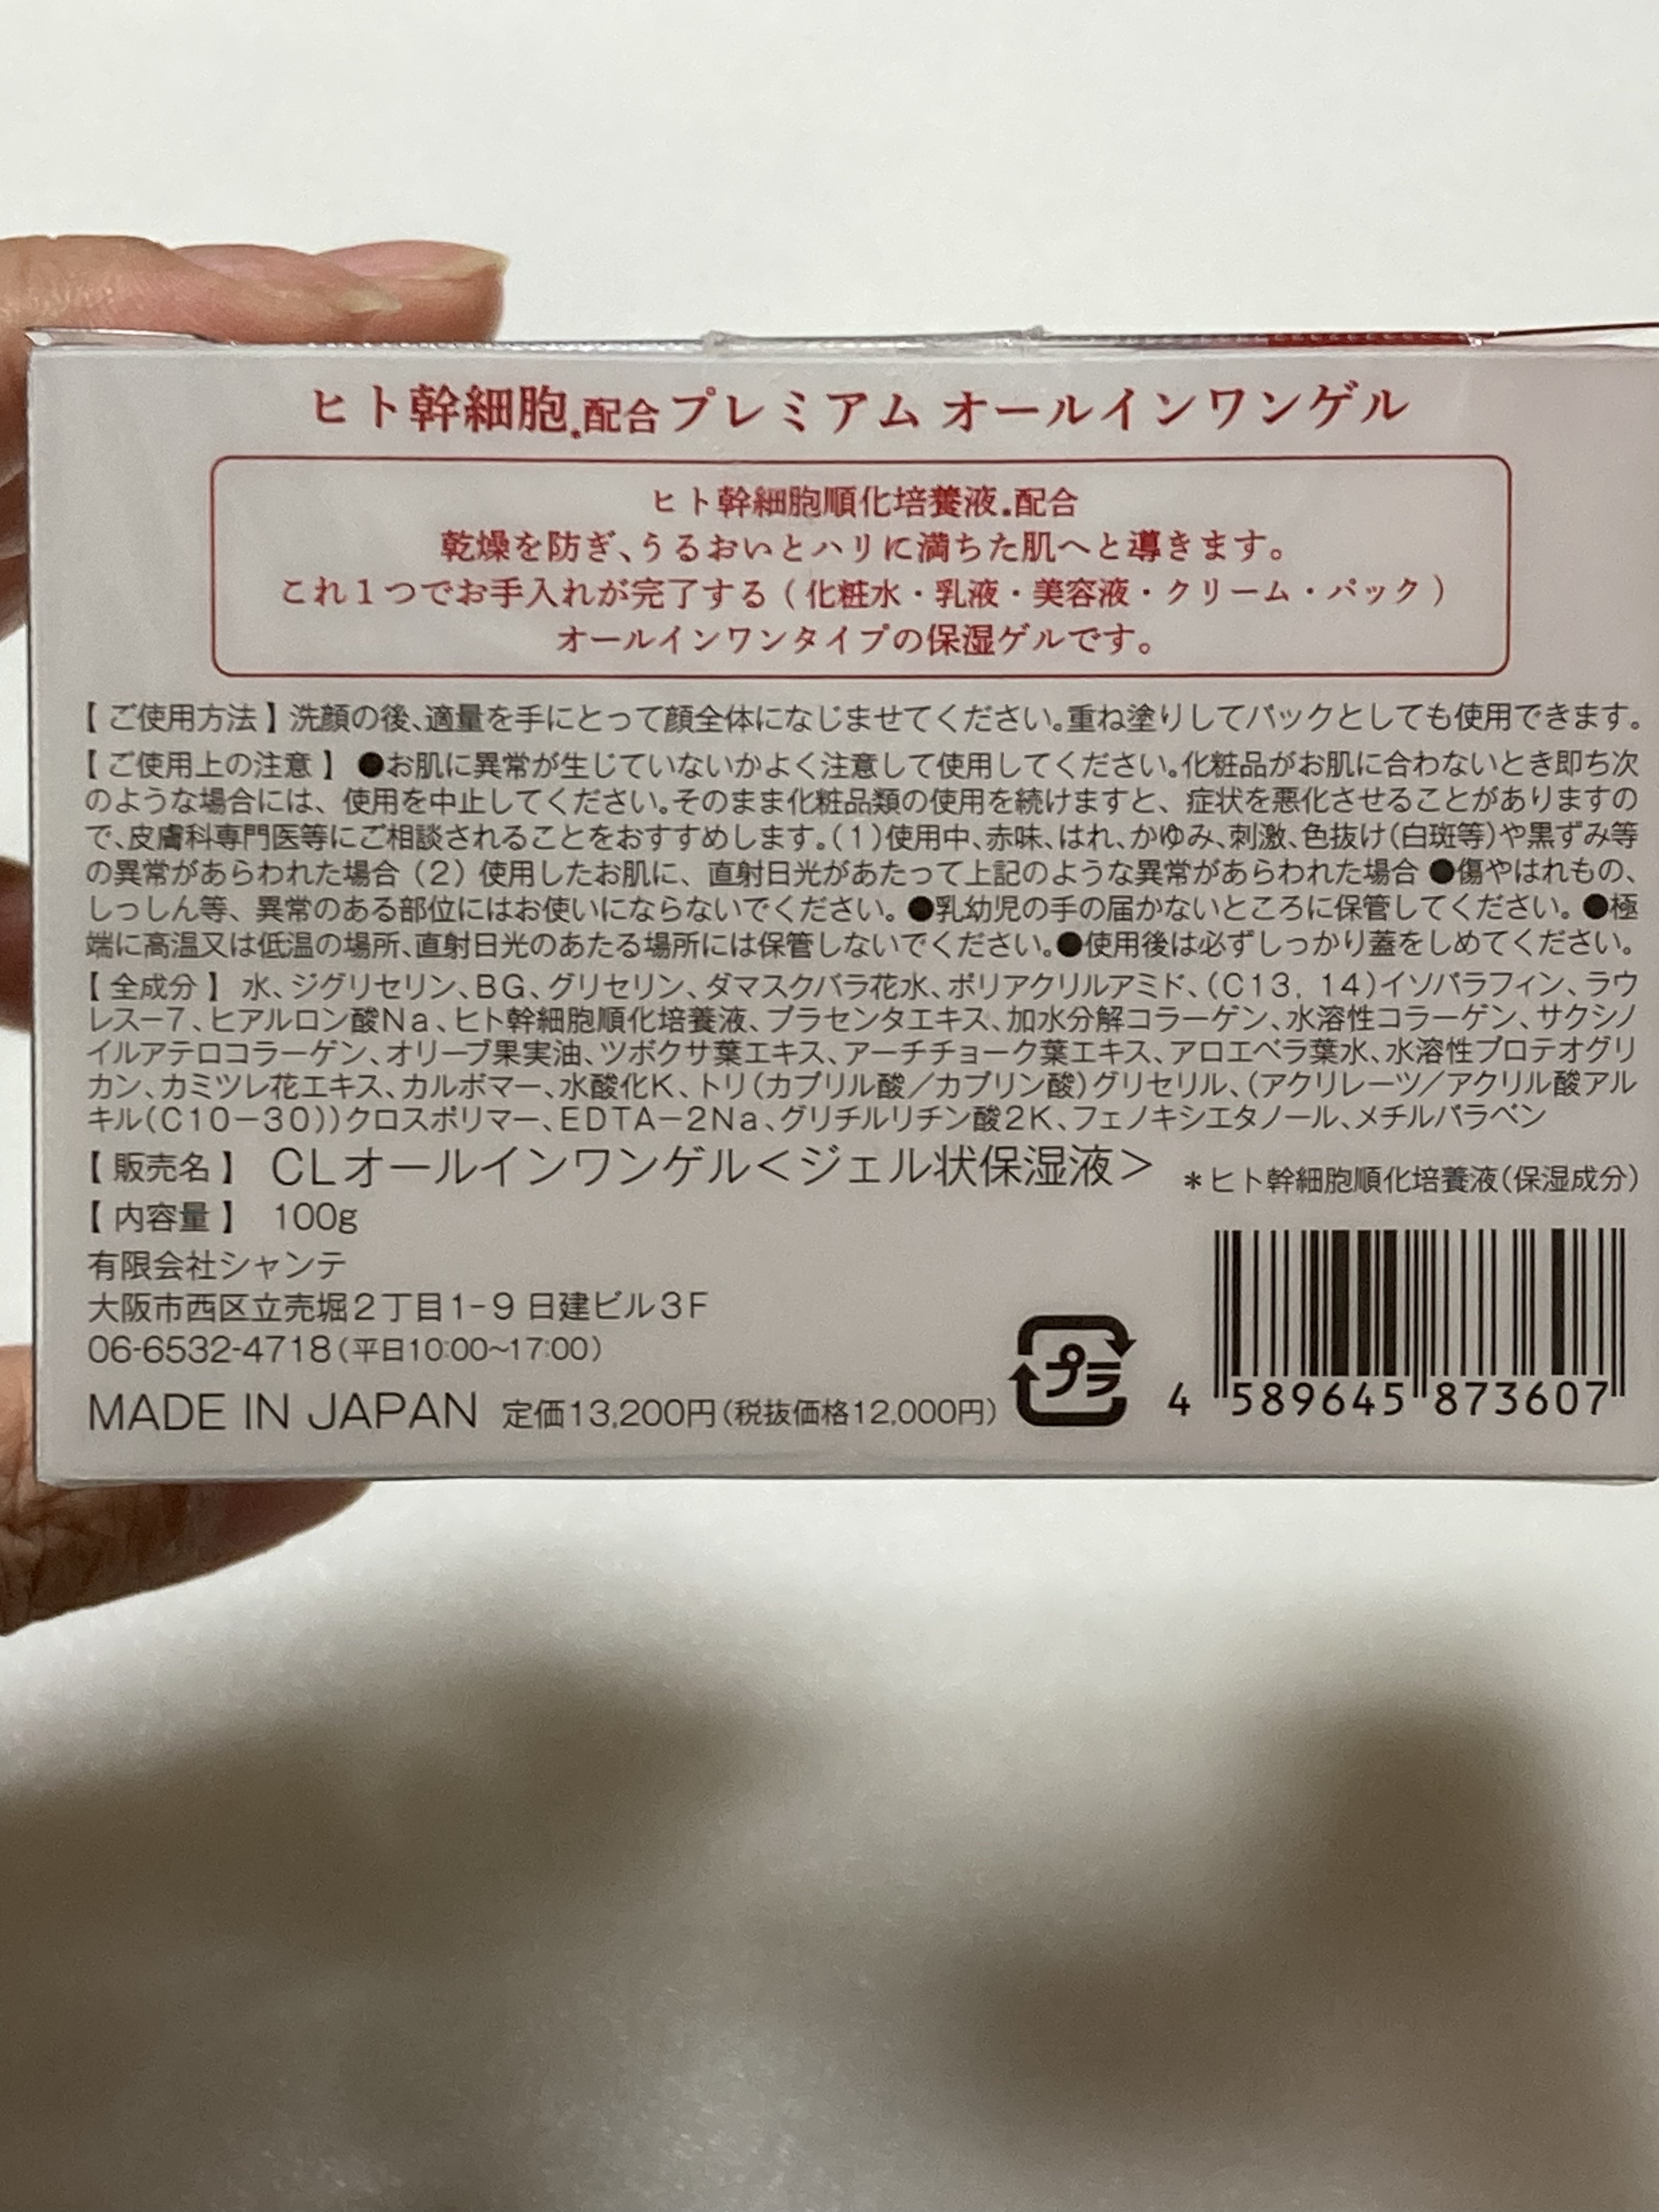 ヒト幹細胞*配合プレミアム オールインワンゲル
ヒト幹細胞順化培養液*配合
乾燥を防ぎ、うるおいとハリに満ちた肌へと導きます。
これ1つでお手入れが完了する(化粧水・乳液・美容液・クリーム・パック)
オールインワンタイプの保湿ゲルです。
【ご使用方法】洗顔の後、適量を手にとって顔全体になじませてください。重ね塗りしてパックとしても使用できます。
【ご使用上の注意】 ●お肌に異常が生じていないかよく注意して使用してください。化粧品がお肌に合わないとき即ち次
のような場合には、使用を中止してください。そのまま化粧品類の使用を続けますと、症状を悪化させることがありますの
で、皮膚科専門医等にご相談されることをおすすめします。(1)使用中、赤味、はれ、かゆみ、刺激、色抜け(白斑等)や黒ずみ等
の異常があらわれた場合(2)使用したお肌に、直射日光があたって上記のような異常があらわれた場合 ●傷やはれもの、
しっしん等、異常のある部位にはお使いにならないでください。●乳幼児の手の届かないところに保管してください。●極
端に高温又は低温の場所、直射日光のあたる場所には保管しないでください。●使用後は必ずしっかり蓋をしめてください。
【全成分】 水、ジグリセリン、BG、グリセリン、ダマスクバラ花水、ポリアクリルアミド、(C13, 14)イソパラフィン、ラウ
レス-7、ヒアルロン酸Na、ヒト幹細胞順化培養液、プラセンタエキス、加水分解コラーゲン、水溶性コラーゲン、サクシノ
イルアテロコラーゲン、オリーブ果実油、ツボクサ葉エキス、アーチチョーク葉エキス、アロエベラ葉水、水溶性プロテオグリ
カン、カミツレ花エキス、カルボマー、水酸化K、トリ(カプリル酸/カプリン酸)グリセリル、(アクリレーツ/アクリル酸アル
キル(C10-30))クロスポリマー、EDTA-2Na、グリチルリチン酸2K、フェノキシエタノール、メチルパラベン
【販売名】 CLオールインワンゲル<ジェル状保湿液> *ヒト幹細胞順化培養液(保湿成分)
【内容量】 100g
有限会社シャンテ
大阪市西区立売堀2丁目1-9 日建ビル3F
06-6532-4718(平日10:00~17:00)
MADE IN JAPAN 定価13,200円(税抜価格12,000円)
プラ
4 589645 873607